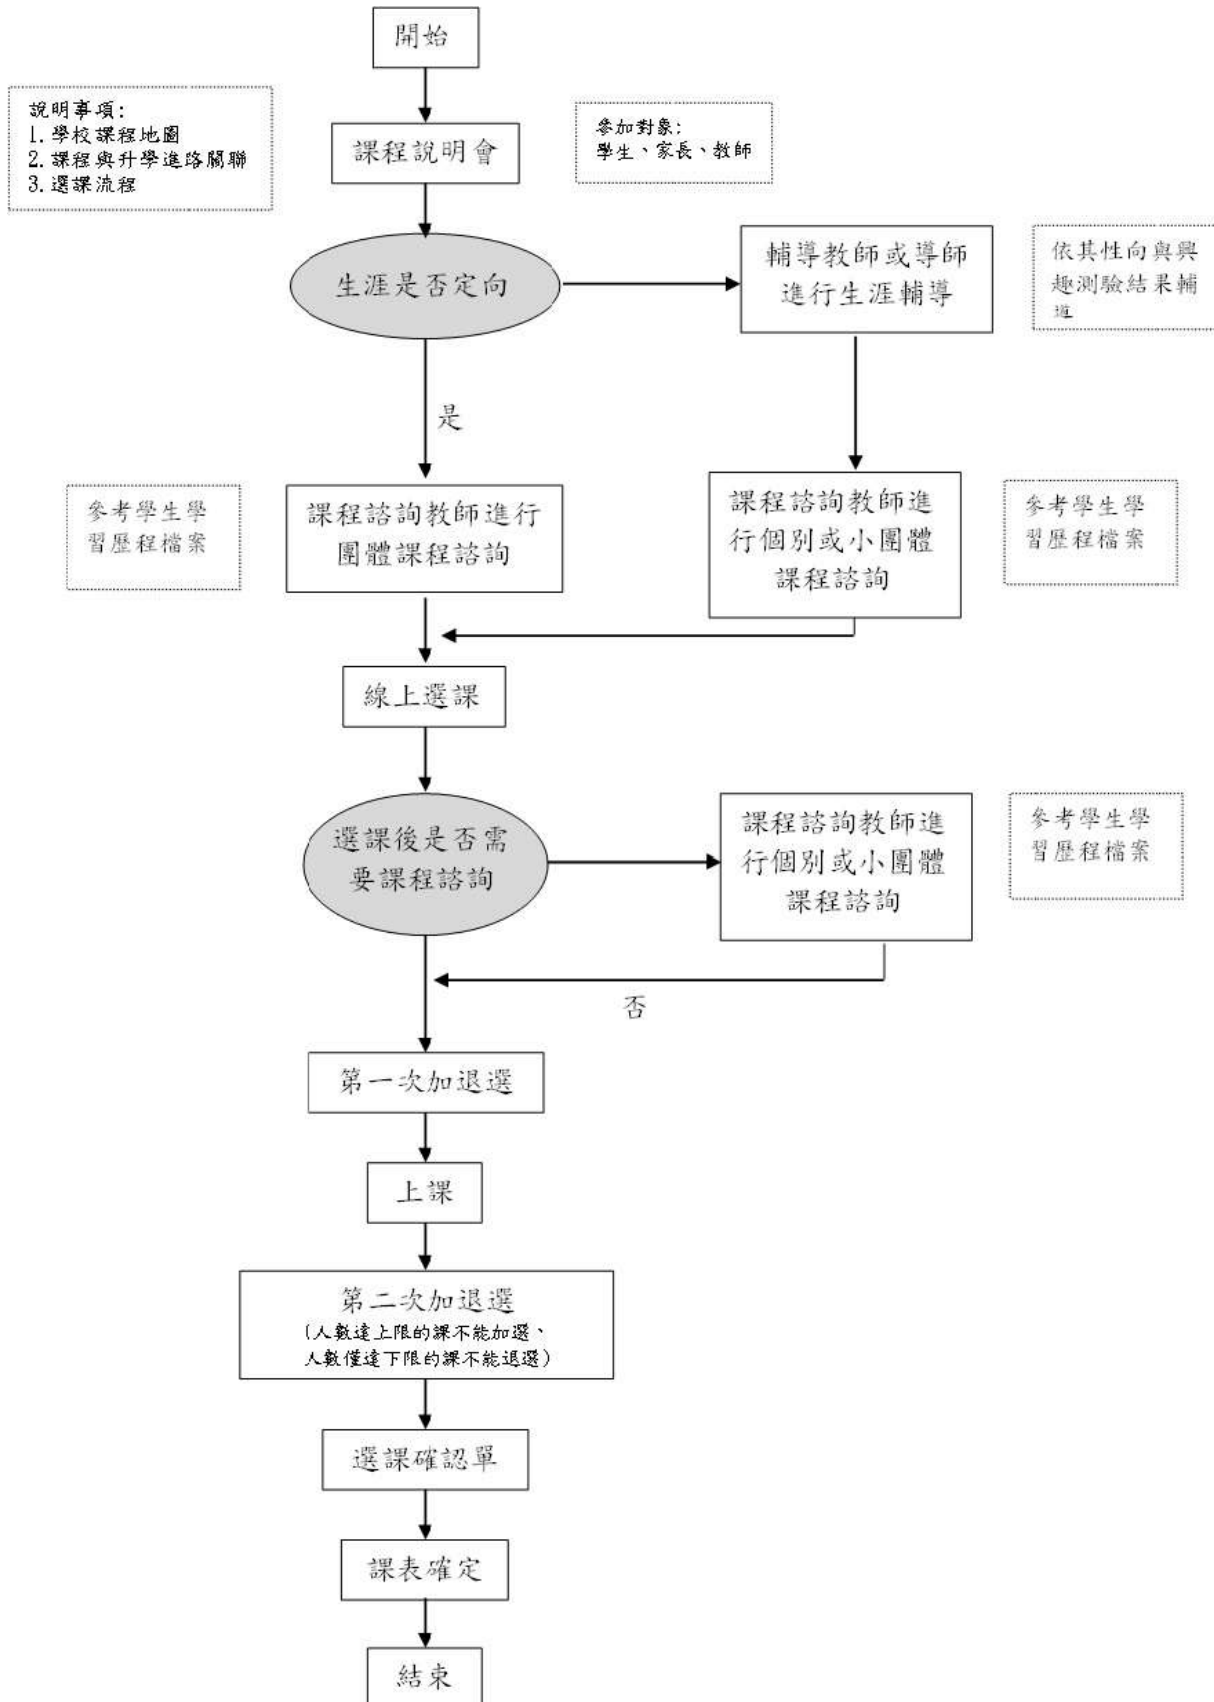 開始
說明事項:
1.學校課程地圖
2.課程與升學進路關聯
3.選課流程
課程說明會
參加對象:
學生、家長、教師
生涯是否定向
輔導教師或導師
進行生涯輔導
依其性向與興
趣測驗結果輔
道
是
參考學生學
習歷程檔案
課程諮詢教師進行
團體課程諮詢
課程諮詢教師進
行個別或小團體
課程諮詢
參考學生學
習歷程檔案
線上選課
選課後是否需
要課程諮詢
課程諮詢教師進
行個別或小團體
課程諮詢
參考學生學
習歷程檔案
否
第一次加退選
上課
第二次加退選
(人數達上限的課不能加選、
人數僅達下限的課不能退選)
選課確認單
課表確定
結束